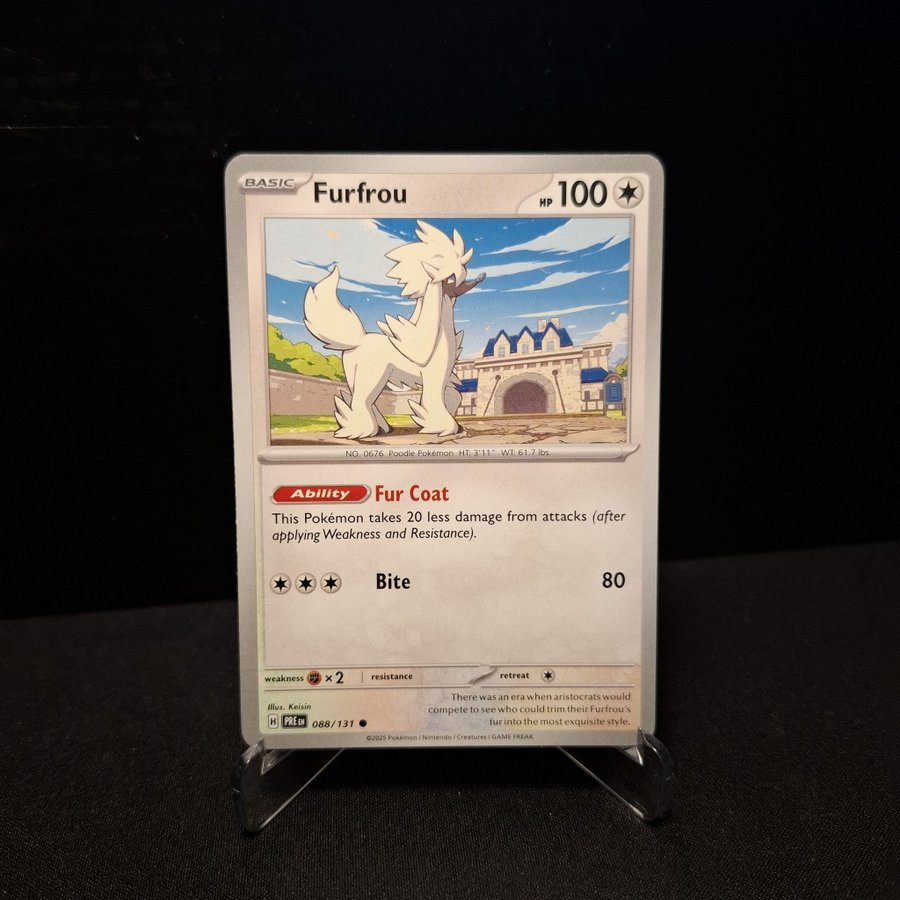 BASIC Furfrou HP 100
NO. 0676 Poodle Pokémon HT: 3'11" WT: 61.7 lbs.
Ability Fur Coat
This Pokémon takes 20 less damage from attacks (after
applying Weakness and Resistance).
Bite 80
weakness ×2 resistance retreat
There was an era when aristocrats would
compete to see who could trim their Furfrou's
fur into the most exquisite style.
Illus. Keisin
H PRE EN 088/131
©2025 Pokémon / Nintendo / Creatures / GAME FREAK